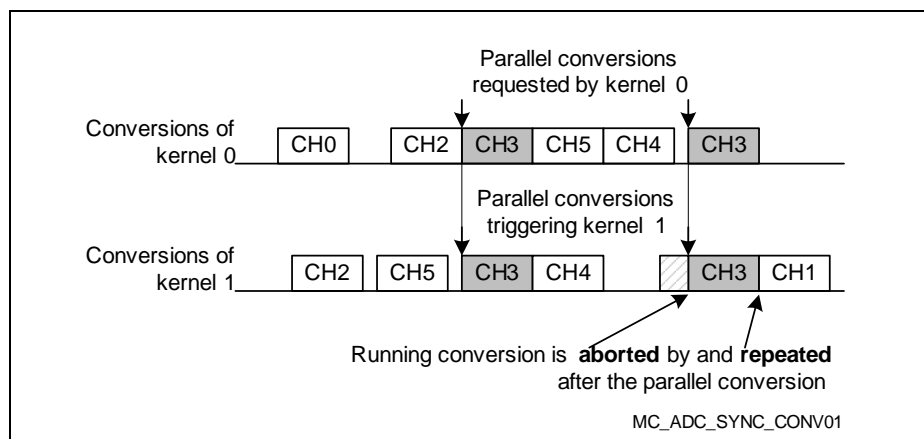 Parallel conversions
requested by kernel 0
Conversions of
kernel 0
CH0 CH2 CH3 CH5 CH4 CH3
Parallel conversions
triggering kernel 1
Conversions of
kernel 1
CH2 CH5 CH3 CH4 CH3 CH1
Running conversion is aborted by and repeated
after the parallel conversion
MC_ADC_SYNC_CONV01